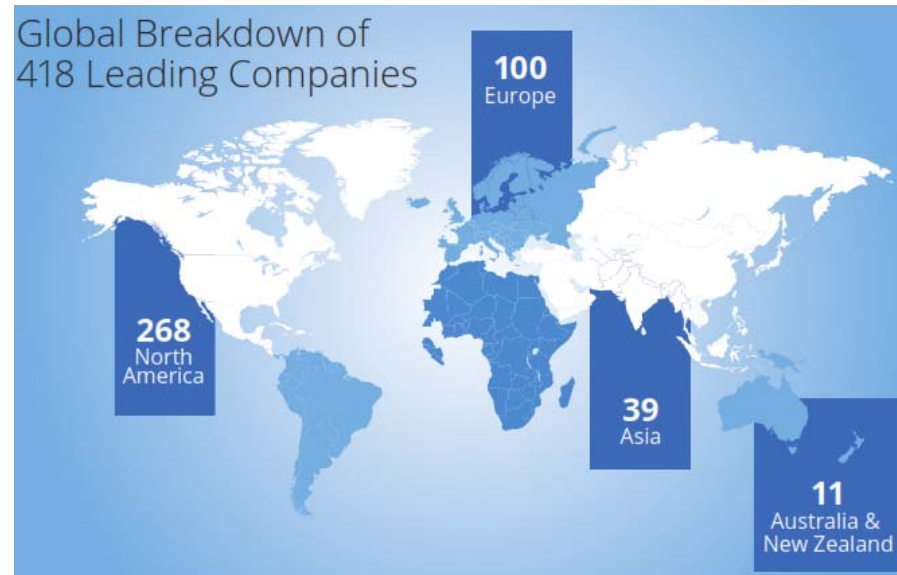 Global Breakdown of
418 Leading Companies
100
Europe
268
North
America
39
Asia
11
Australia &
New Zealand